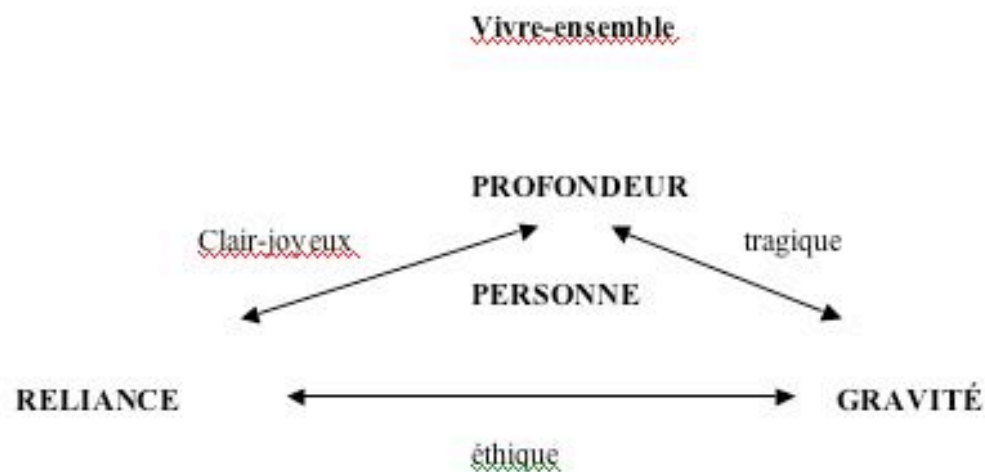 Vivre-ensemble
PROFONDEUR
Clair-joyeux
tragique
PERSONNE
RELIANCE
GRAVITÉ
éthique